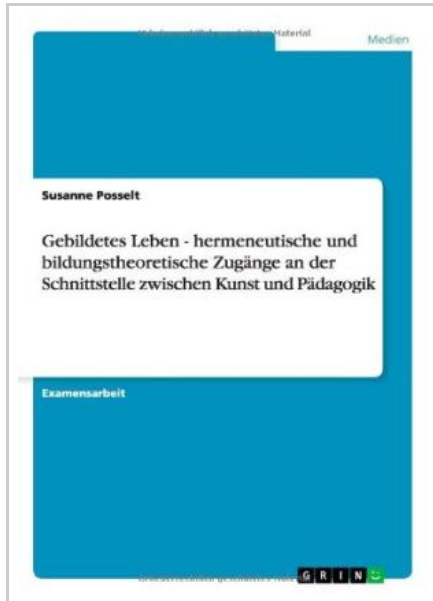 Medien
Susanne Posselt
Gebildetes Leben - hermeneutische und
bildungstheoretische Zugänge an der
Schnittstelle zwischen Kunst und Pädagogik
Examensarbeit
GRIN